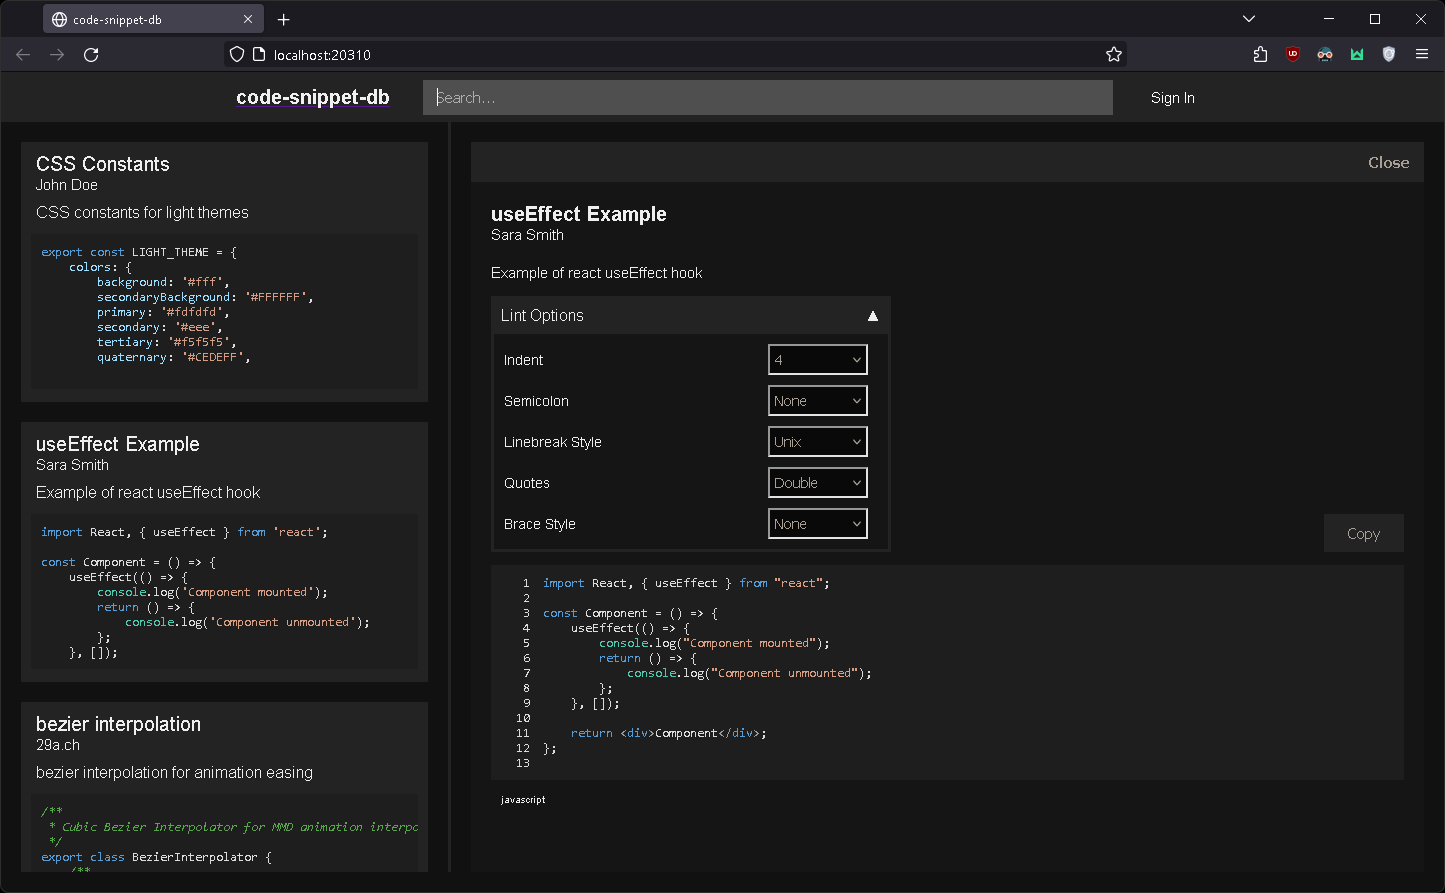 code-snippet-db
localhost:20310
code-snippet-db
Search...
Sign In
CSS Constants
John Doe
CSS constants for light themes
export const LIGHT_THEME = {
    colors: {
        background: '#fff',
        secondaryBackground: '#FFFFFF',
        primary: '#fdfdfd',
        secondary: '#eee',
        tertiary: '#f5f5f5',
        quaternary: '#CEDEFF',
useEffect Example
Sara Smith
Example of react useEffect hook
import React, { useEffect } from 'react';
const Component = () => {
    useEffect(() => {
        console.log('Component mounted');
        return () => {
            console.log('Component unmounted');
        };
    }, []);
bezier interpolation
29a.ch
bezier interpolation for animation easing
/**
 * Cubic Bezier Interpolator for MMD animation interpo
 */
export class BezierInterpolator {
    /**
Close
useEffect Example
Sara Smith
Example of react useEffect hook
Lint Options ▲
Indent 4
Semicolon None
Linebreak Style Unix
Quotes Double
Brace Style None
Copy
1 import React, { useEffect } from "react";
2
3 const Component = () => {
4     useEffect(() => {
5         console.log("Component mounted");
6         return () => {
7             console.log("Component unmounted");
8         };
9     }, []);
10
11     return <div>Component</div>;
12 };
13
javascript